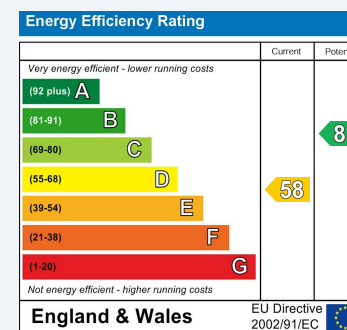 Energy Efficiency Rating
Current
Very energy efficient - lower running costs
(92 plus) A
(81-91) B
(69-80) C
(55-68) D
(39-54) E
(21-38) F
(1-20) G
58
Not energy efficient - higher running costs
England & Wales
EU Directive
2002/91/EC